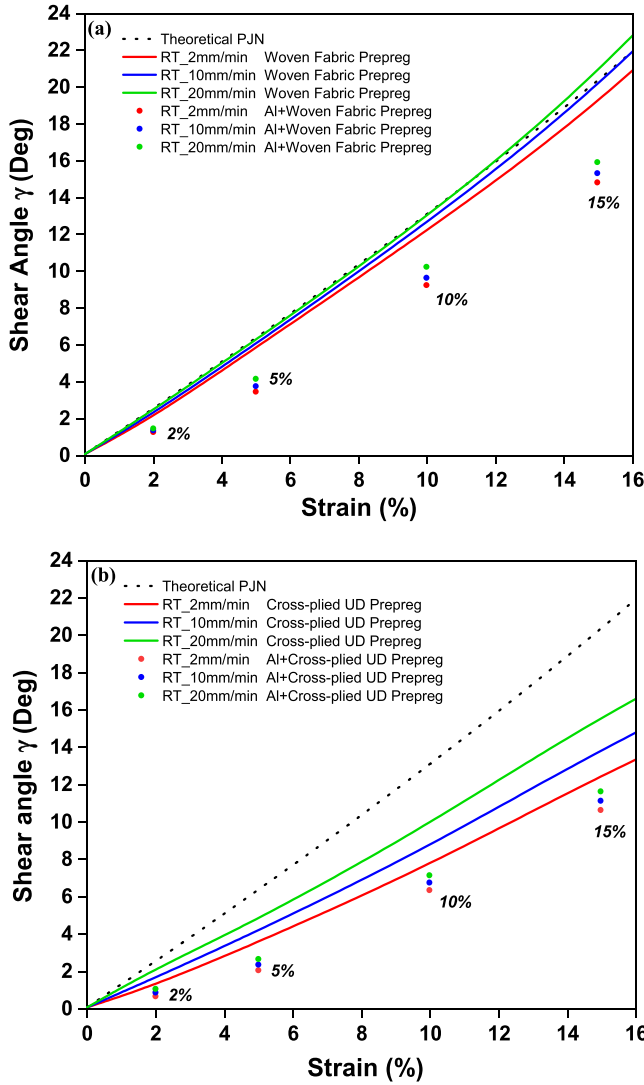 (a)
Theoretical PJN
RT_2mm/min Woven Fabric Prepreg
RT_10mm/min Woven Fabric Prepreg
RT_20mm/min Woven Fabric Prepreg
RT_2mm/min Al+Woven Fabric Prepreg
RT_10mm/min Al+Woven Fabric Prepreg
RT_20mm/min Al+Woven Fabric Prepreg
24
22
20
18
16
14
12
10
8
6
4
2
0
Shear Angle γ (Deg)
2%
5%
10%
15%
0 2 4 6 8 10 12 14 16
Strain (%)
(b)
Theoretical PJN
RT_2mm/min Cross-plied UD Prepreg
RT_10mm/min Cross-plied UD Prepreg
RT_20mm/min Cross-plied UD Prepreg
RT_2mm/min Al+Cross-plied UD Prepreg
RT_10mm/min Al+Cross-plied UD Prepreg
RT_20mm/min Al+Cross-plied UD Prepreg
24
22
20
18
16
14
12
10
8
6
4
2
0
Shear angle γ (Deg)
2%
5%
10%
15%
0 2 4 6 8 10 12 14 16
Strain (%)